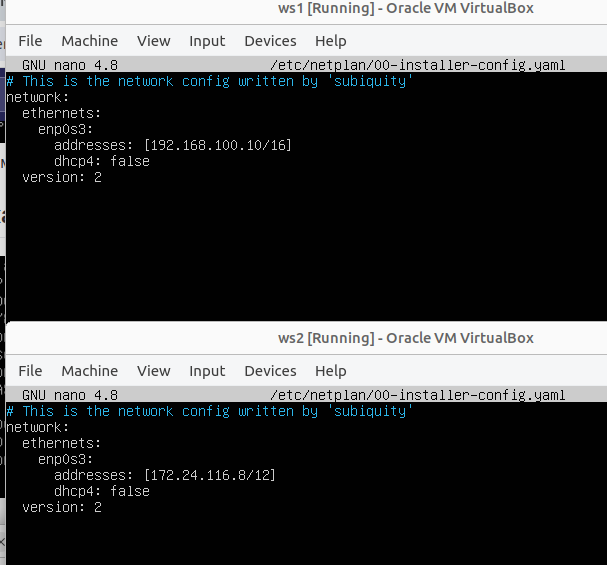 ws1 [Running] - Oracle VM VirtualBox
File Machine View Input Devices Help
GNU nano 4.8 /etc/netplan/00-installer-config.yaml
# This is the network config written by 'subiquity'
network:
  ethernets:
    enp0s3:
      addresses: [192.168.100.10/16]
      dhcp4: false
  version: 2
ws2 [Running] - Oracle VM VirtualBox
File Machine View Input Devices Help
GNU nano 4.8 /etc/netplan/00-installer-config.yaml
# This is the network config written by 'subiquity'
network:
  ethernets:
    enp0s3:
      addresses: [172.24.116.8/12]
      dhcp4: false
  version: 2